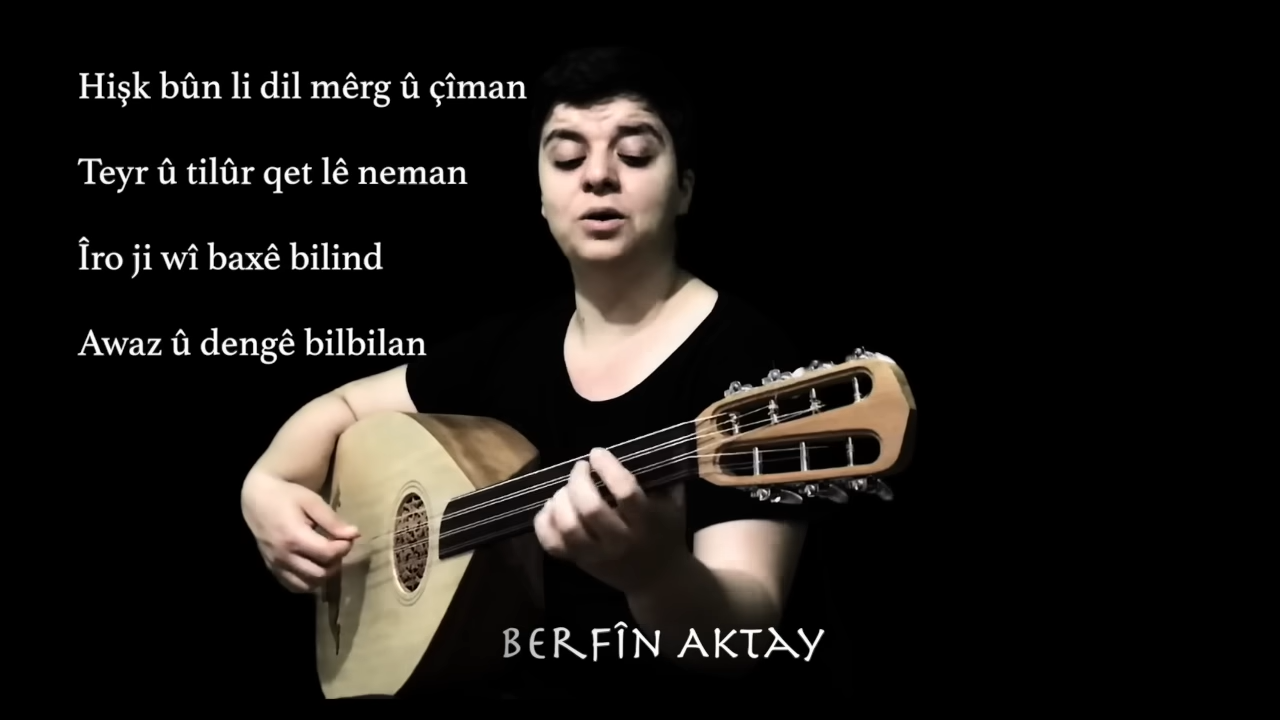 Hişk bûn li dil mêrg û çîman
Teyr û tilûr qet lê neman
Îro ji wî baxê bilind
Awaz û dengê bilbilan
BERFÎN AKTAY